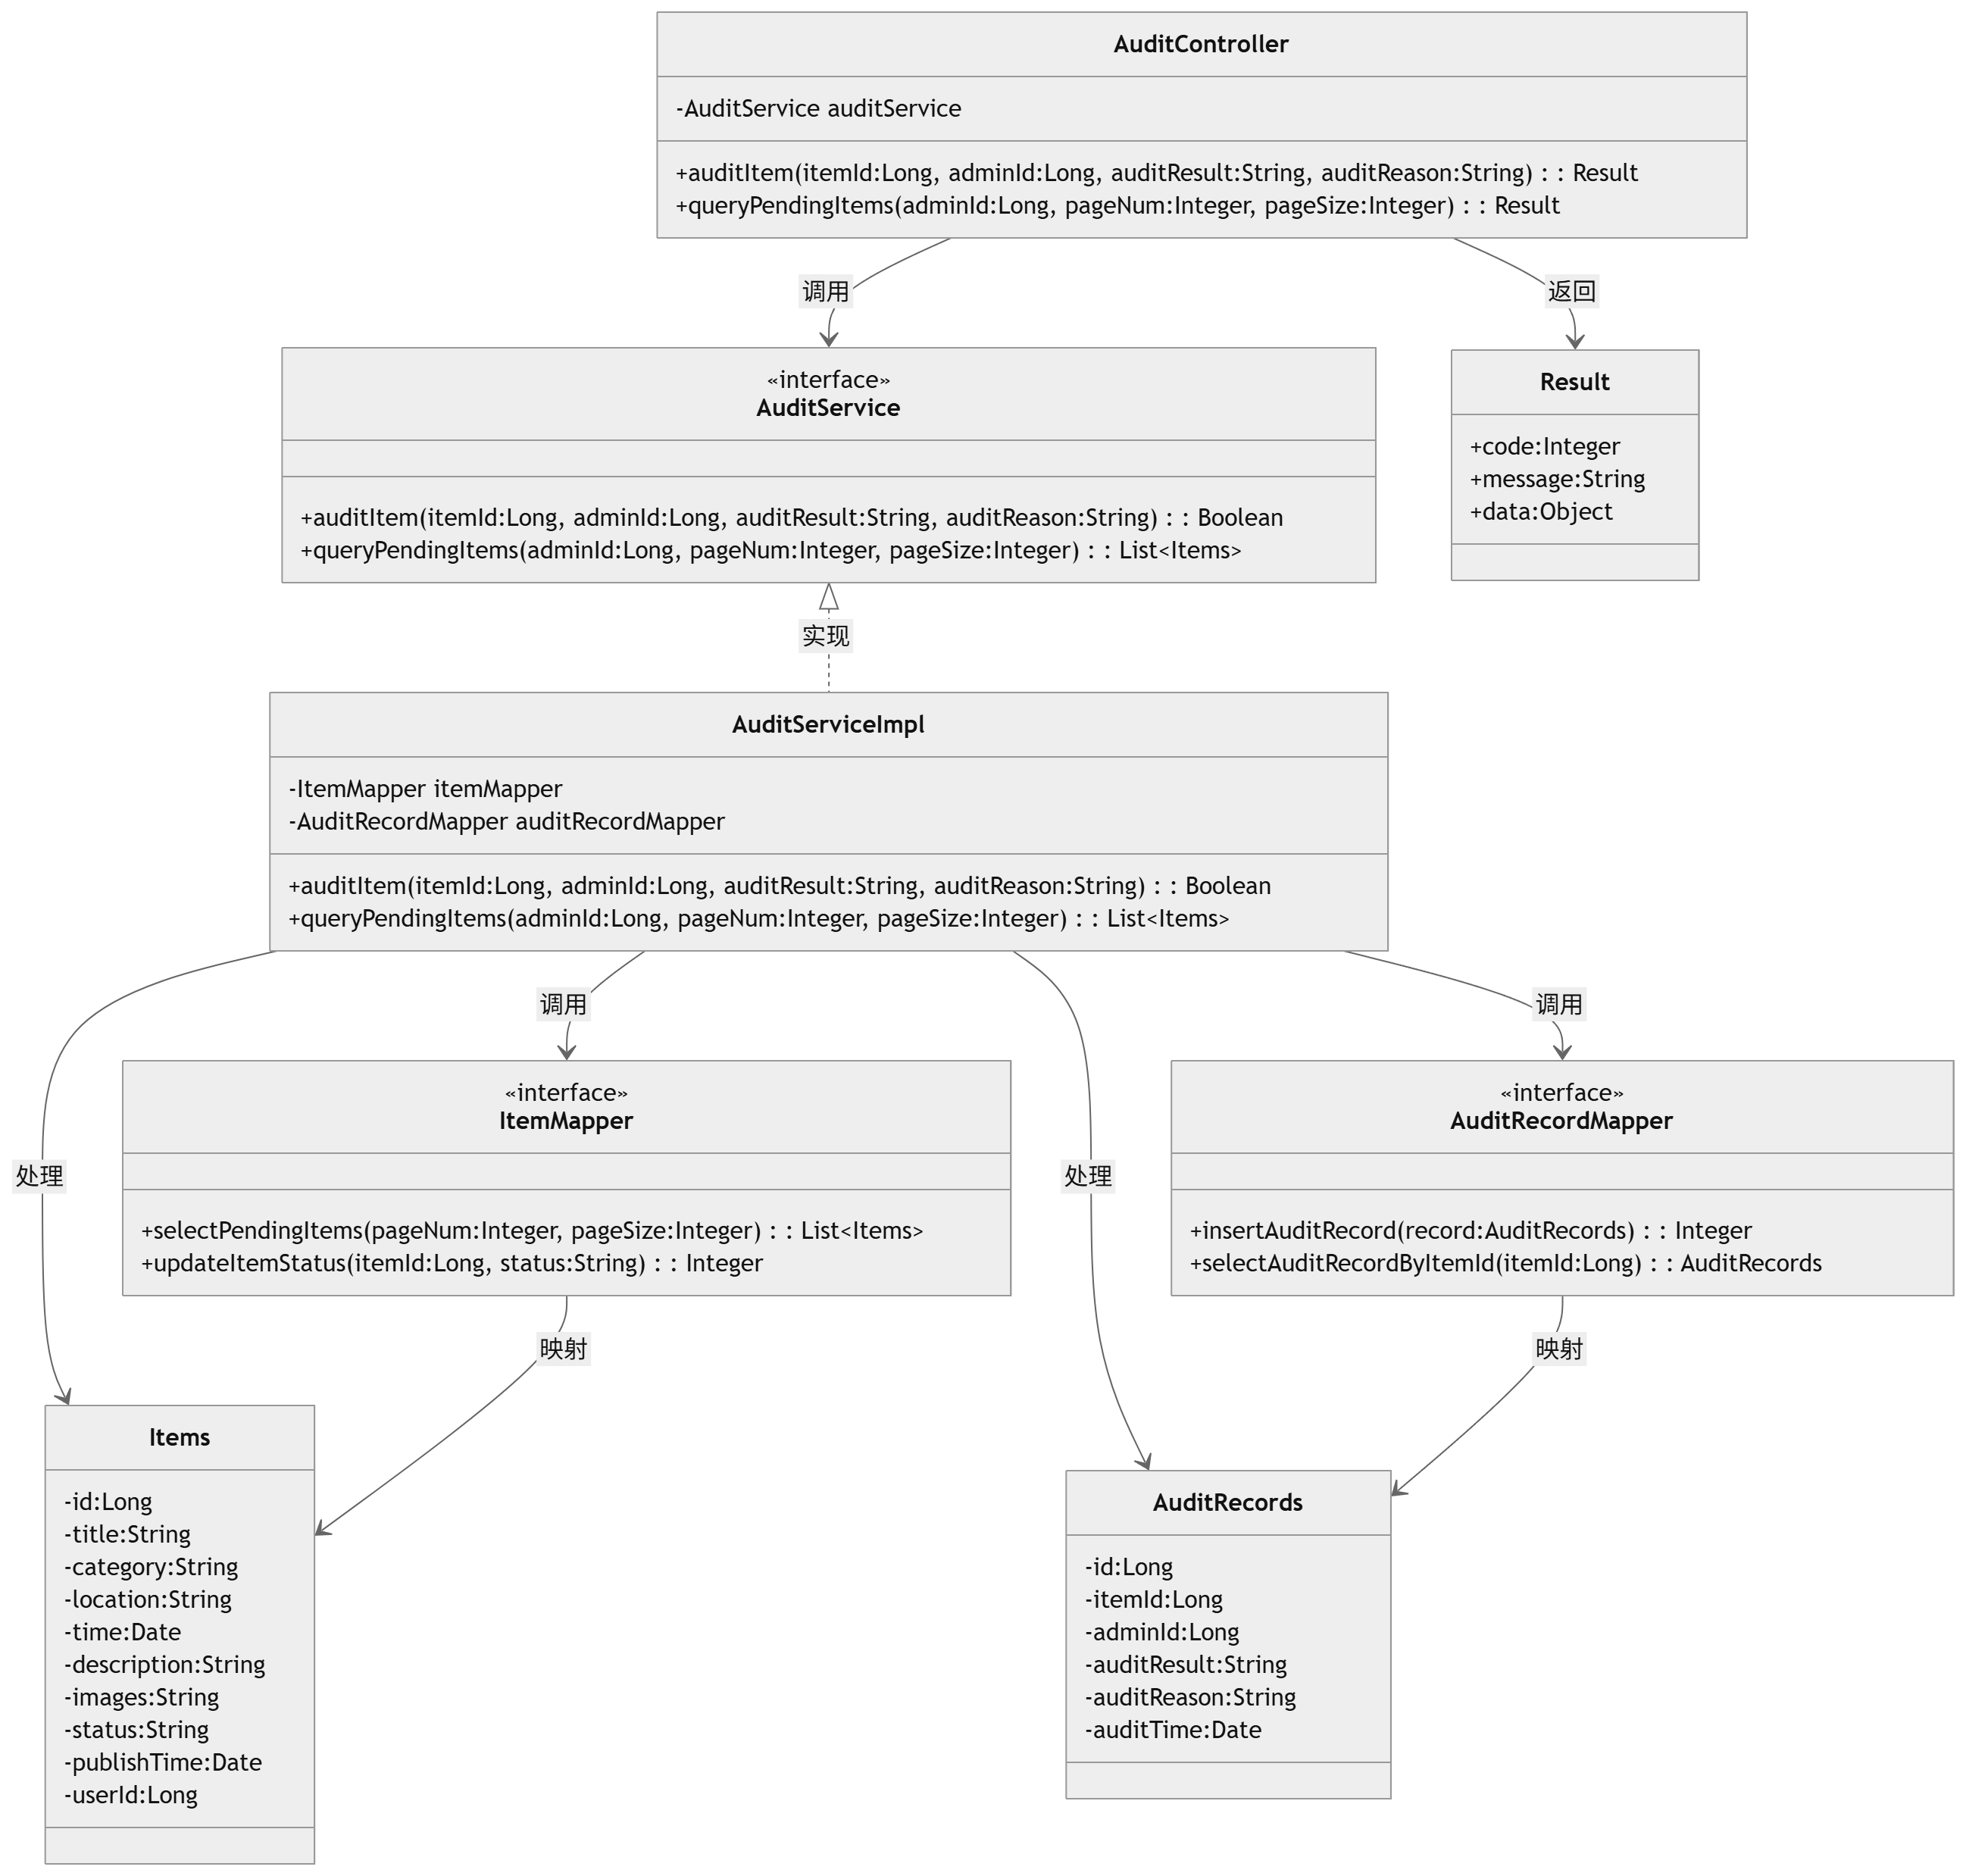 AuditController
-AuditService auditService
+auditItem(itemId:Long, adminId:Long, auditResult:String, auditReason:String) : : Result
+queryPendingItems(adminId:Long, pageNum:Integer, pageSize:Integer) : : Result
调用
返回
«interface»
AuditService
+auditItem(itemId:Long, adminId:Long, auditResult:String, auditReason:String) : : Boolean
+queryPendingItems(adminId:Long, pageNum:Integer, pageSize:Integer) : : List<Items>
Result
+code:Integer
+message:String
+data:Object
实现
AuditServiceImpl
-ItemMapper itemMapper
-AuditRecordMapper auditRecordMapper
+auditItem(itemId:Long, adminId:Long, auditResult:String, auditReason:String) : : Boolean
+queryPendingItems(adminId:Long, pageNum:Integer, pageSize:Integer) : : List<Items>
调用
调用
处理
«interface»
ItemMapper
+selectPendingItems(pageNum:Integer, pageSize:Integer) : : List<Items>
+updateItemStatus(itemId:Long, status:String) : : Integer
处理
«interface»
AuditRecordMapper
+insertAuditRecord(record:AuditRecords) : : Integer
+selectAuditRecordByItemId(itemId:Long) : : AuditRecords
映射
映射
Items
-id:Long
-title:String
-category:String
-location:String
-time:Date
-description:String
-images:String
-status:String
-publishTime:Date
-userId:Long
AuditRecords
-id:Long
-itemId:Long
-adminId:Long
-auditResult:String
-auditReason:String
-auditTime:Date